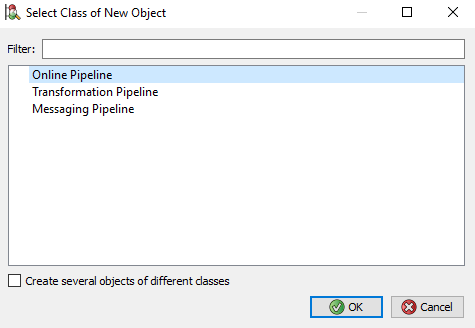 Select Class of New Object
Filter:
Online Pipeline
Transformation Pipeline
Messaging Pipeline
Create several objects of different classes
OK Cancel